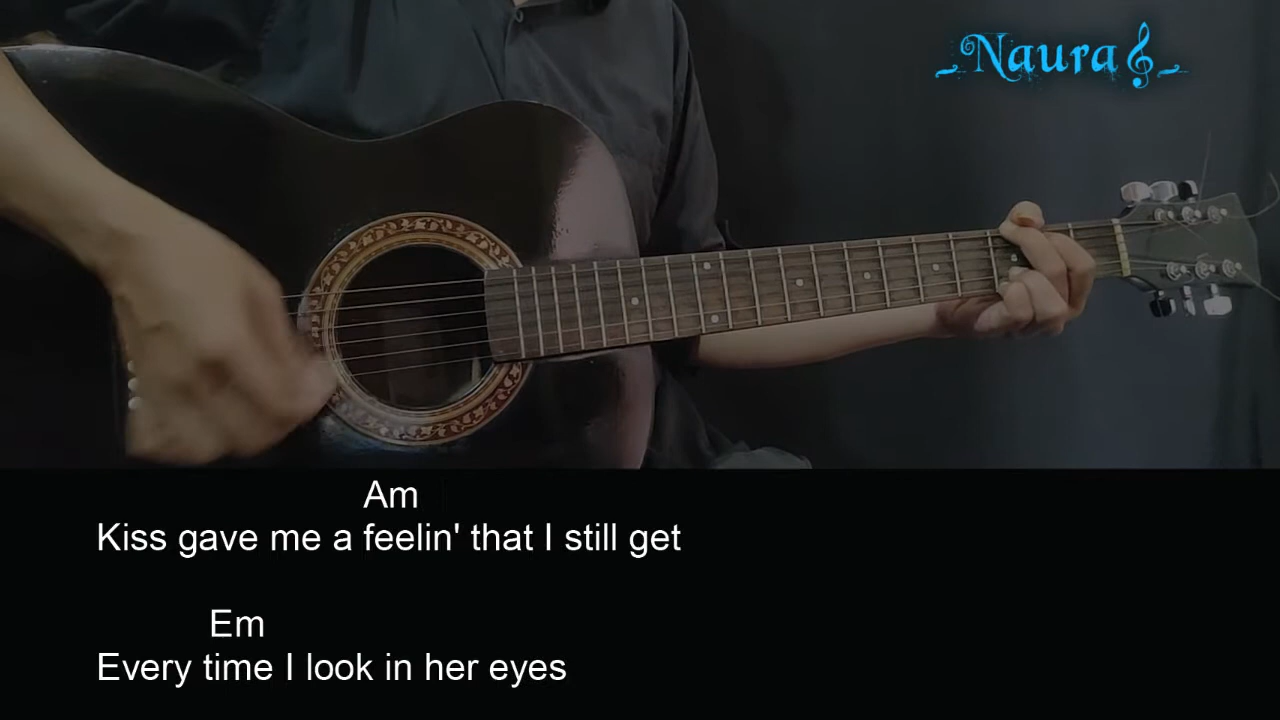 Naura
Am
Kiss gave me a feelin' that I still get
Em
Every time I look in her eyes